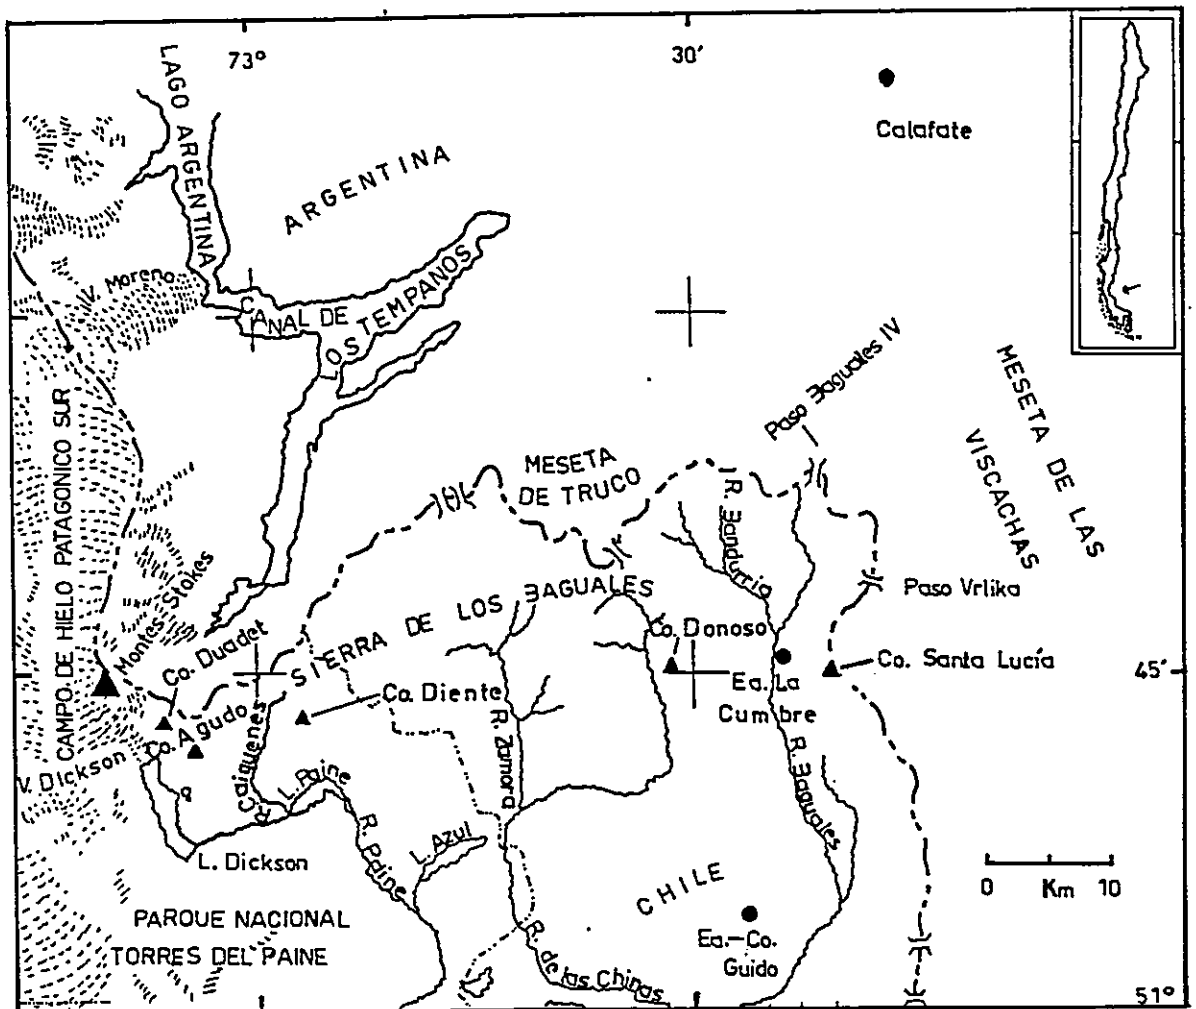 73°
30'
LAGO ARGENTINA
Calafate
ARGENTINA
V. Moreno
CANAL DE
LOS TEMPANOS
Paso Baguales IV
MESETA DE LAS
VISCACHAS
CAMPO DE HIELO PATAGONICO SUR
MESETA
DE TRUCO
R. Bandurria
Montes Stokes
SIERRA DE LOS BAGUALES
Paso Vrlika
Co. Duadet
Co. Donoso
Co. Santa Lucía
45'
Co. Diente
Ea. La
Cumbre
Co. Agudo
V. Dickson
R. Caiquenes
R. Zamora
R. Baguales
L. Paine
R. Paine
L. Azul
L. Dickson
CHILE
0 Km 10
PARQUE NACIONAL
TORRES DEL PAINE
Ea.-Co.
Guido
R. de las Chinas
51°